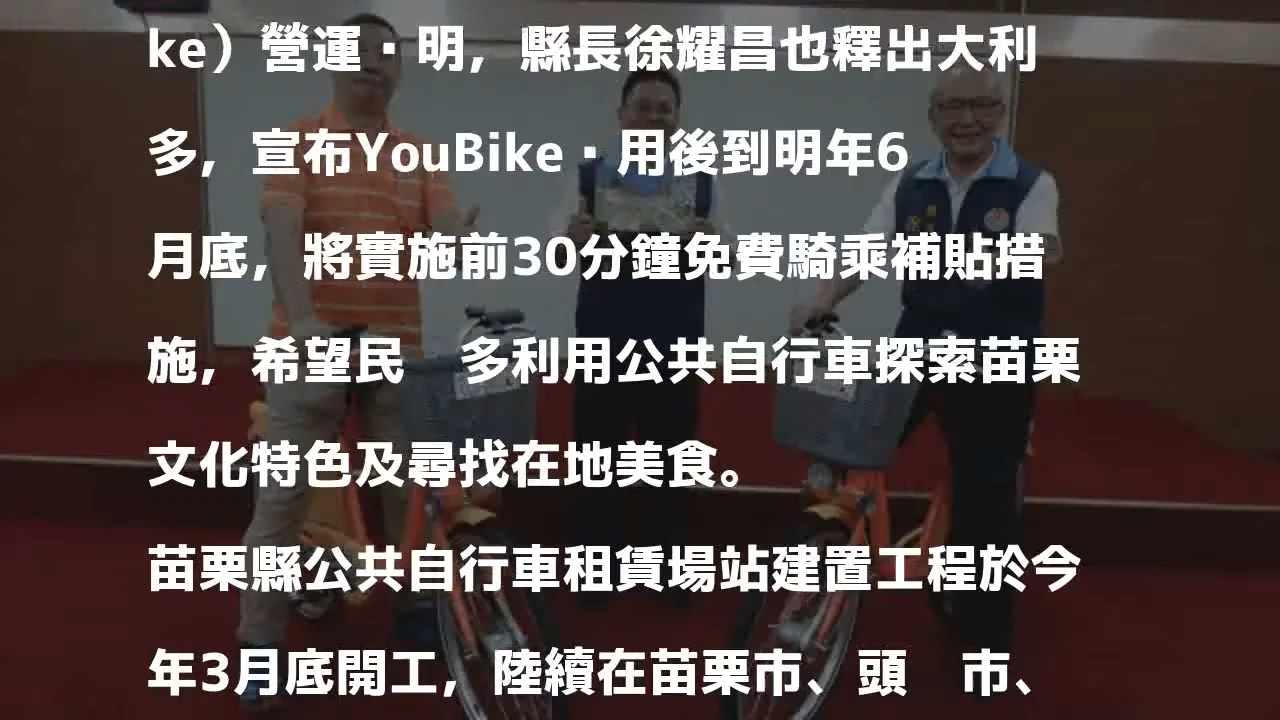 ke）營運·明，縣長徐耀昌也釋出大利
多，宣布YouBike·用後到明年6
月底，將實施前30分鐘免費騎乘補貼措
施，希望民　多利用公共自行車探索苗栗
文化特色及尋找在地美食。
苗栗縣公共自行車租賃場站建置工程於今
年3月底開工，陸續在苗栗市、頭　市、